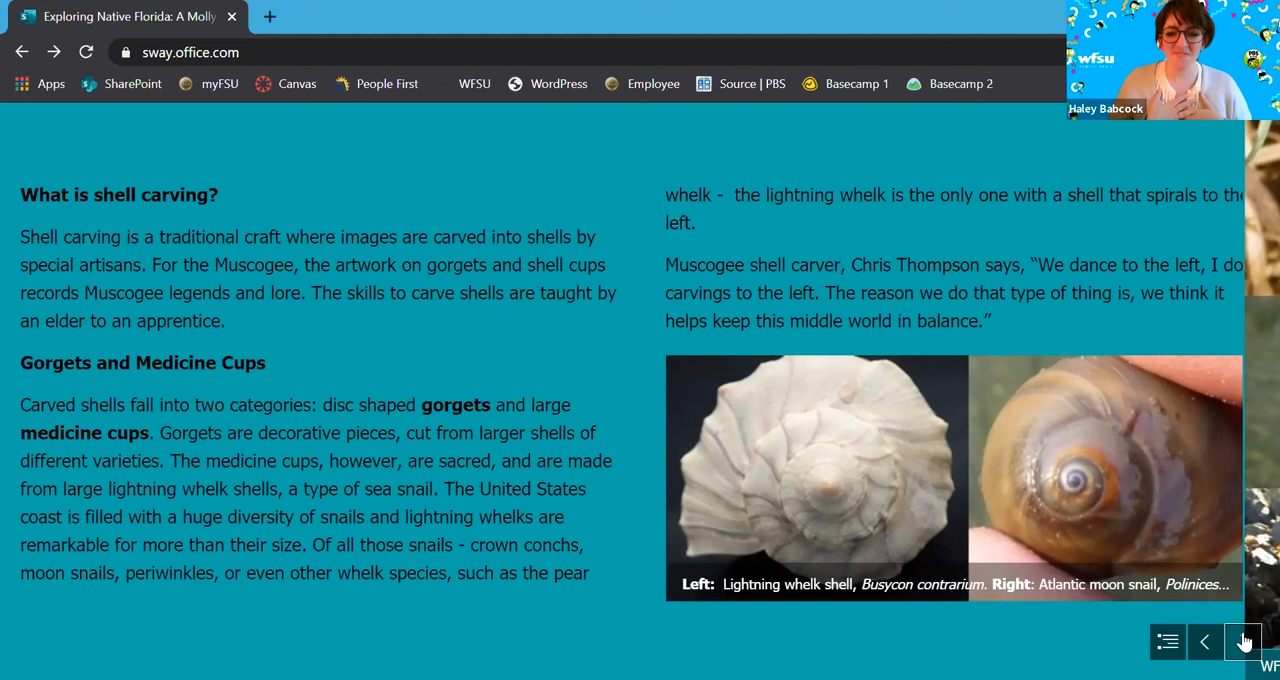 Exploring Native Florida: A Molly
sway.office.com
Apps SharePoint myFSU Canvas People First WFSU WordPress Employee Source | PBS Basecamp 1 Basecamp 2
wfsu
Haley Babcock
What is shell carving?
Shell carving is a traditional craft where images are carved into shells by
special artisans. For the Muscogee, the artwork on gorgets and shell cups
records Muscogee legends and lore. The skills to carve shells are taught by
an elder to an apprentice.
Gorgets and Medicine Cups
Carved shells fall into two categories: disc shaped gorgets and large
medicine cups. Gorgets are decorative pieces, cut from larger shells of
different varieties. The medicine cups, however, are sacred, and are made
from large lightning whelk shells, a type of sea snail. The United States
coast is filled with a huge diversity of snails and lightning whelks are
remarkable for more than their size. Of all those snails - crown conchs,
moon snails, periwinkles, or even other whelk species, such as the pear
whelk - the lightning whelk is the only one with a shell that spirals to the
left.
Muscogee shell carver, Chris Thompson says, “We dance to the left, I do
carvings to the left. The reason we do that type of thing is, we think it
helps keep this middle world in balance.”
Left: Lightning whelk shell, Busycon contrarium. Right: Atlantic moon snail, Polinices...
WF